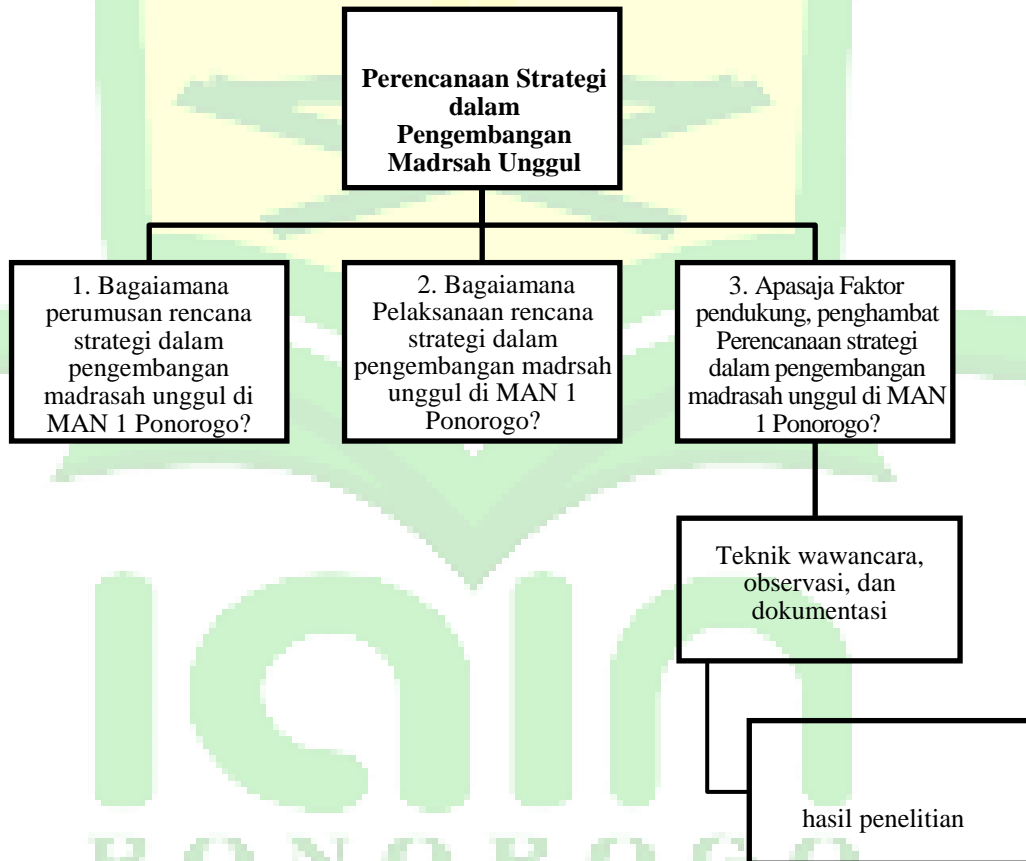 Perencanaan Strategi
dalam
Pengembangan
Madrsah Unggul
1. Bagaiamana
perumusan rencana
strategi dalam
pengembangan
madrasah unggul di
MAN 1 Ponorogo?
2. Bagaiamana
Pelaksanaan rencana
strategi dalam
pengembangan madrsah
unggul di MAN 1
Ponorogo?
3. Apasaja Faktor
pendukung, penghambat
Perencanaan strategi
dalam pengembangan
madrasah unggul di MAN
1 Ponorogo?
Teknik wawancara,
observasi, dan
dokumentasi
hasil penelitian
iain
PONOROGO